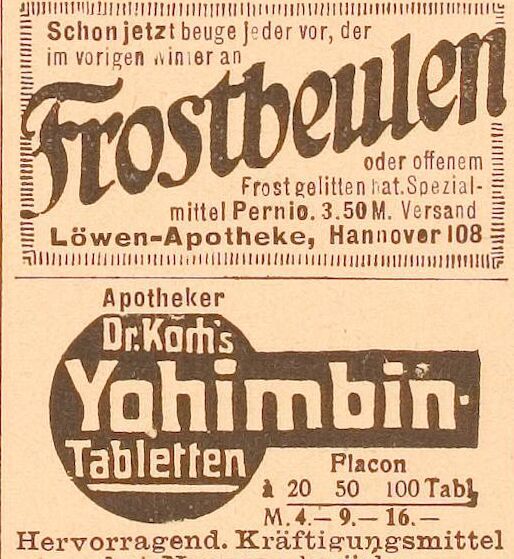 Schon jetzt beuge jeder vor, der
im vorigen Winter an
Frostbeulen
oder offenem
Frost gelitten hat. Spezial-
mittel Pernio. 3.50 M. Versand
Löwen-Apotheke, Hannover 108
Apotheker
Dr. Koch's
Yohimbin-
Tabletten
Flacon
à 20 50 100 Tabl.
M. 4.— 9.— 16.—
Hervorragend. Kräftigungsmittel